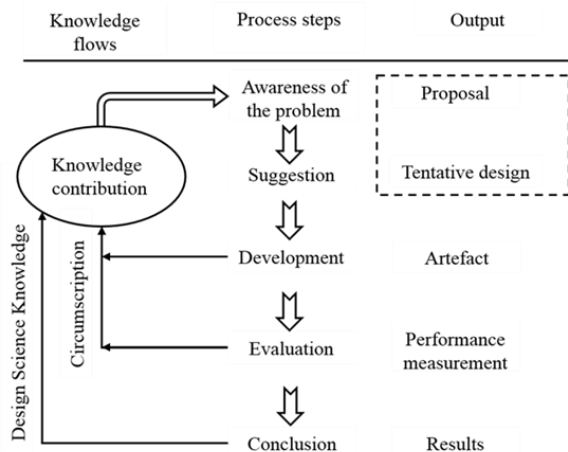 Knowledge
flows
Process steps
Output
Awareness of
the problem
Proposal
Knowledge
contribution
Suggestion
Tentative design
Design Science Knowledge
Circumscription
Development
Artefact
Evaluation
Performance
measurement
Conclusion
Results